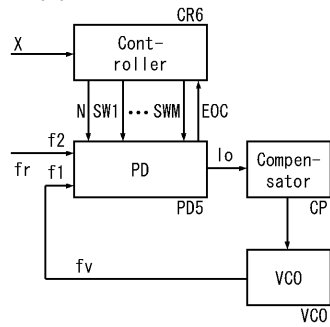 CR6
X
Cont-
roller
N SW1 ••• SWM EOC
f2
fr f1
PD
Io
Compen-
sator
PD5
CP
fv
VCO
VCO